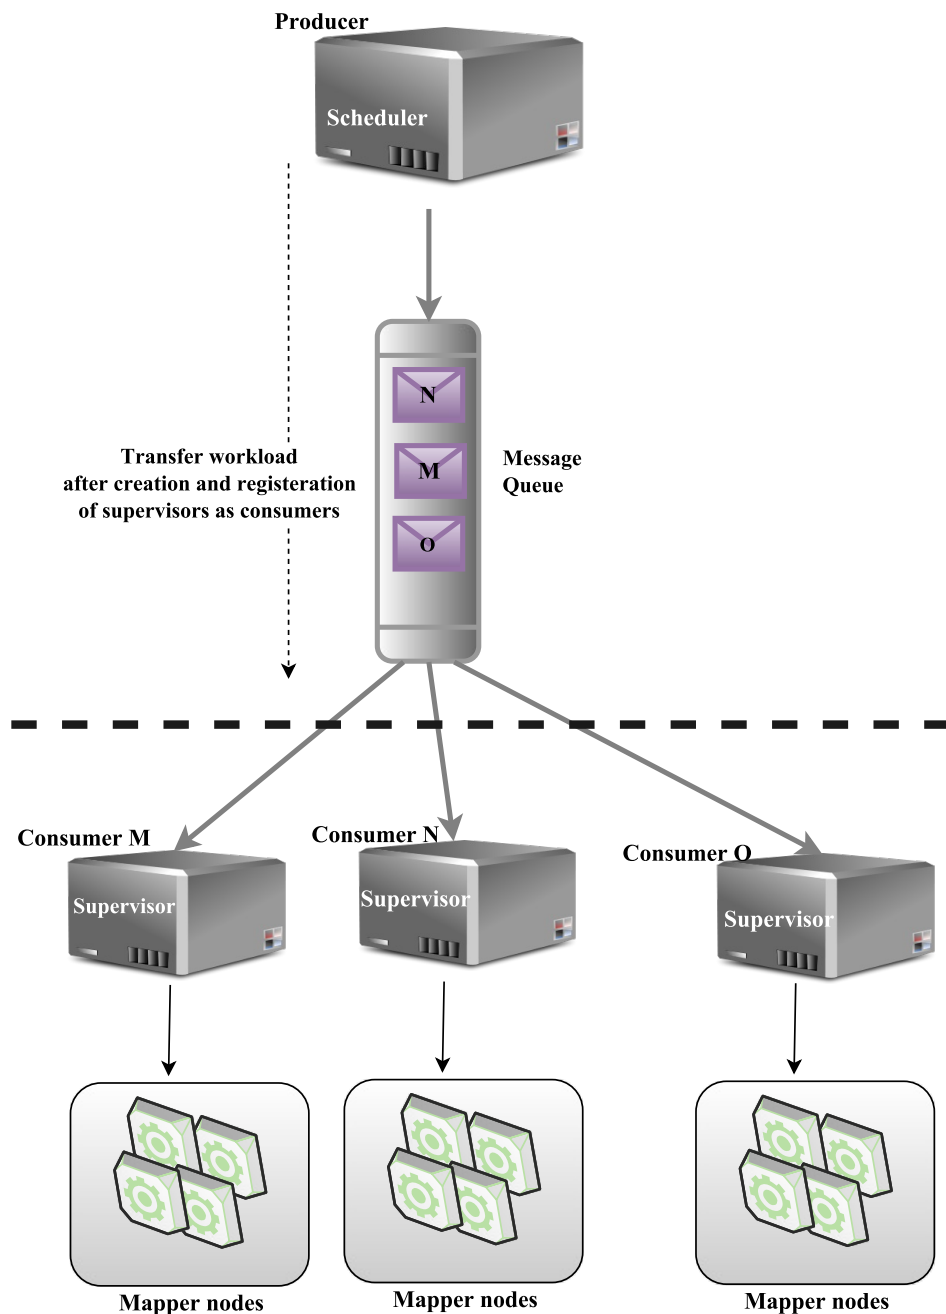 Producer
Scheduler
N
M
O
Message
Queue
Transfer workload
after creation and registeration
of supervisors as consumers
Consumer M
Consumer N
Consumer O
Supervisor
Supervisor
Supervisor
Mapper nodes
Mapper nodes
Mapper nodes